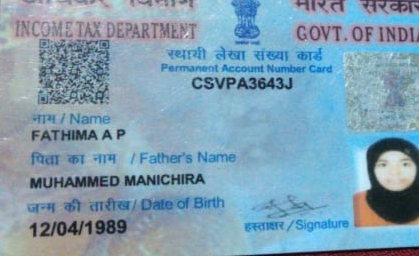 आयकर विभाग
भारत सरकार
INCOME TAX DEPARTMENT
GOVT. OF INDIA
स्थायी लेखा संख्या कार्ड
Permanent Account Number Card
CSVPA3643J
नाम / Name
FATHIMA A P
पिता का नाम / Father's Name
MUHAMMED MANICHIRA
जन्म की तारीख / Date of Birth
12/04/1989
हस्ताक्षर / Signature